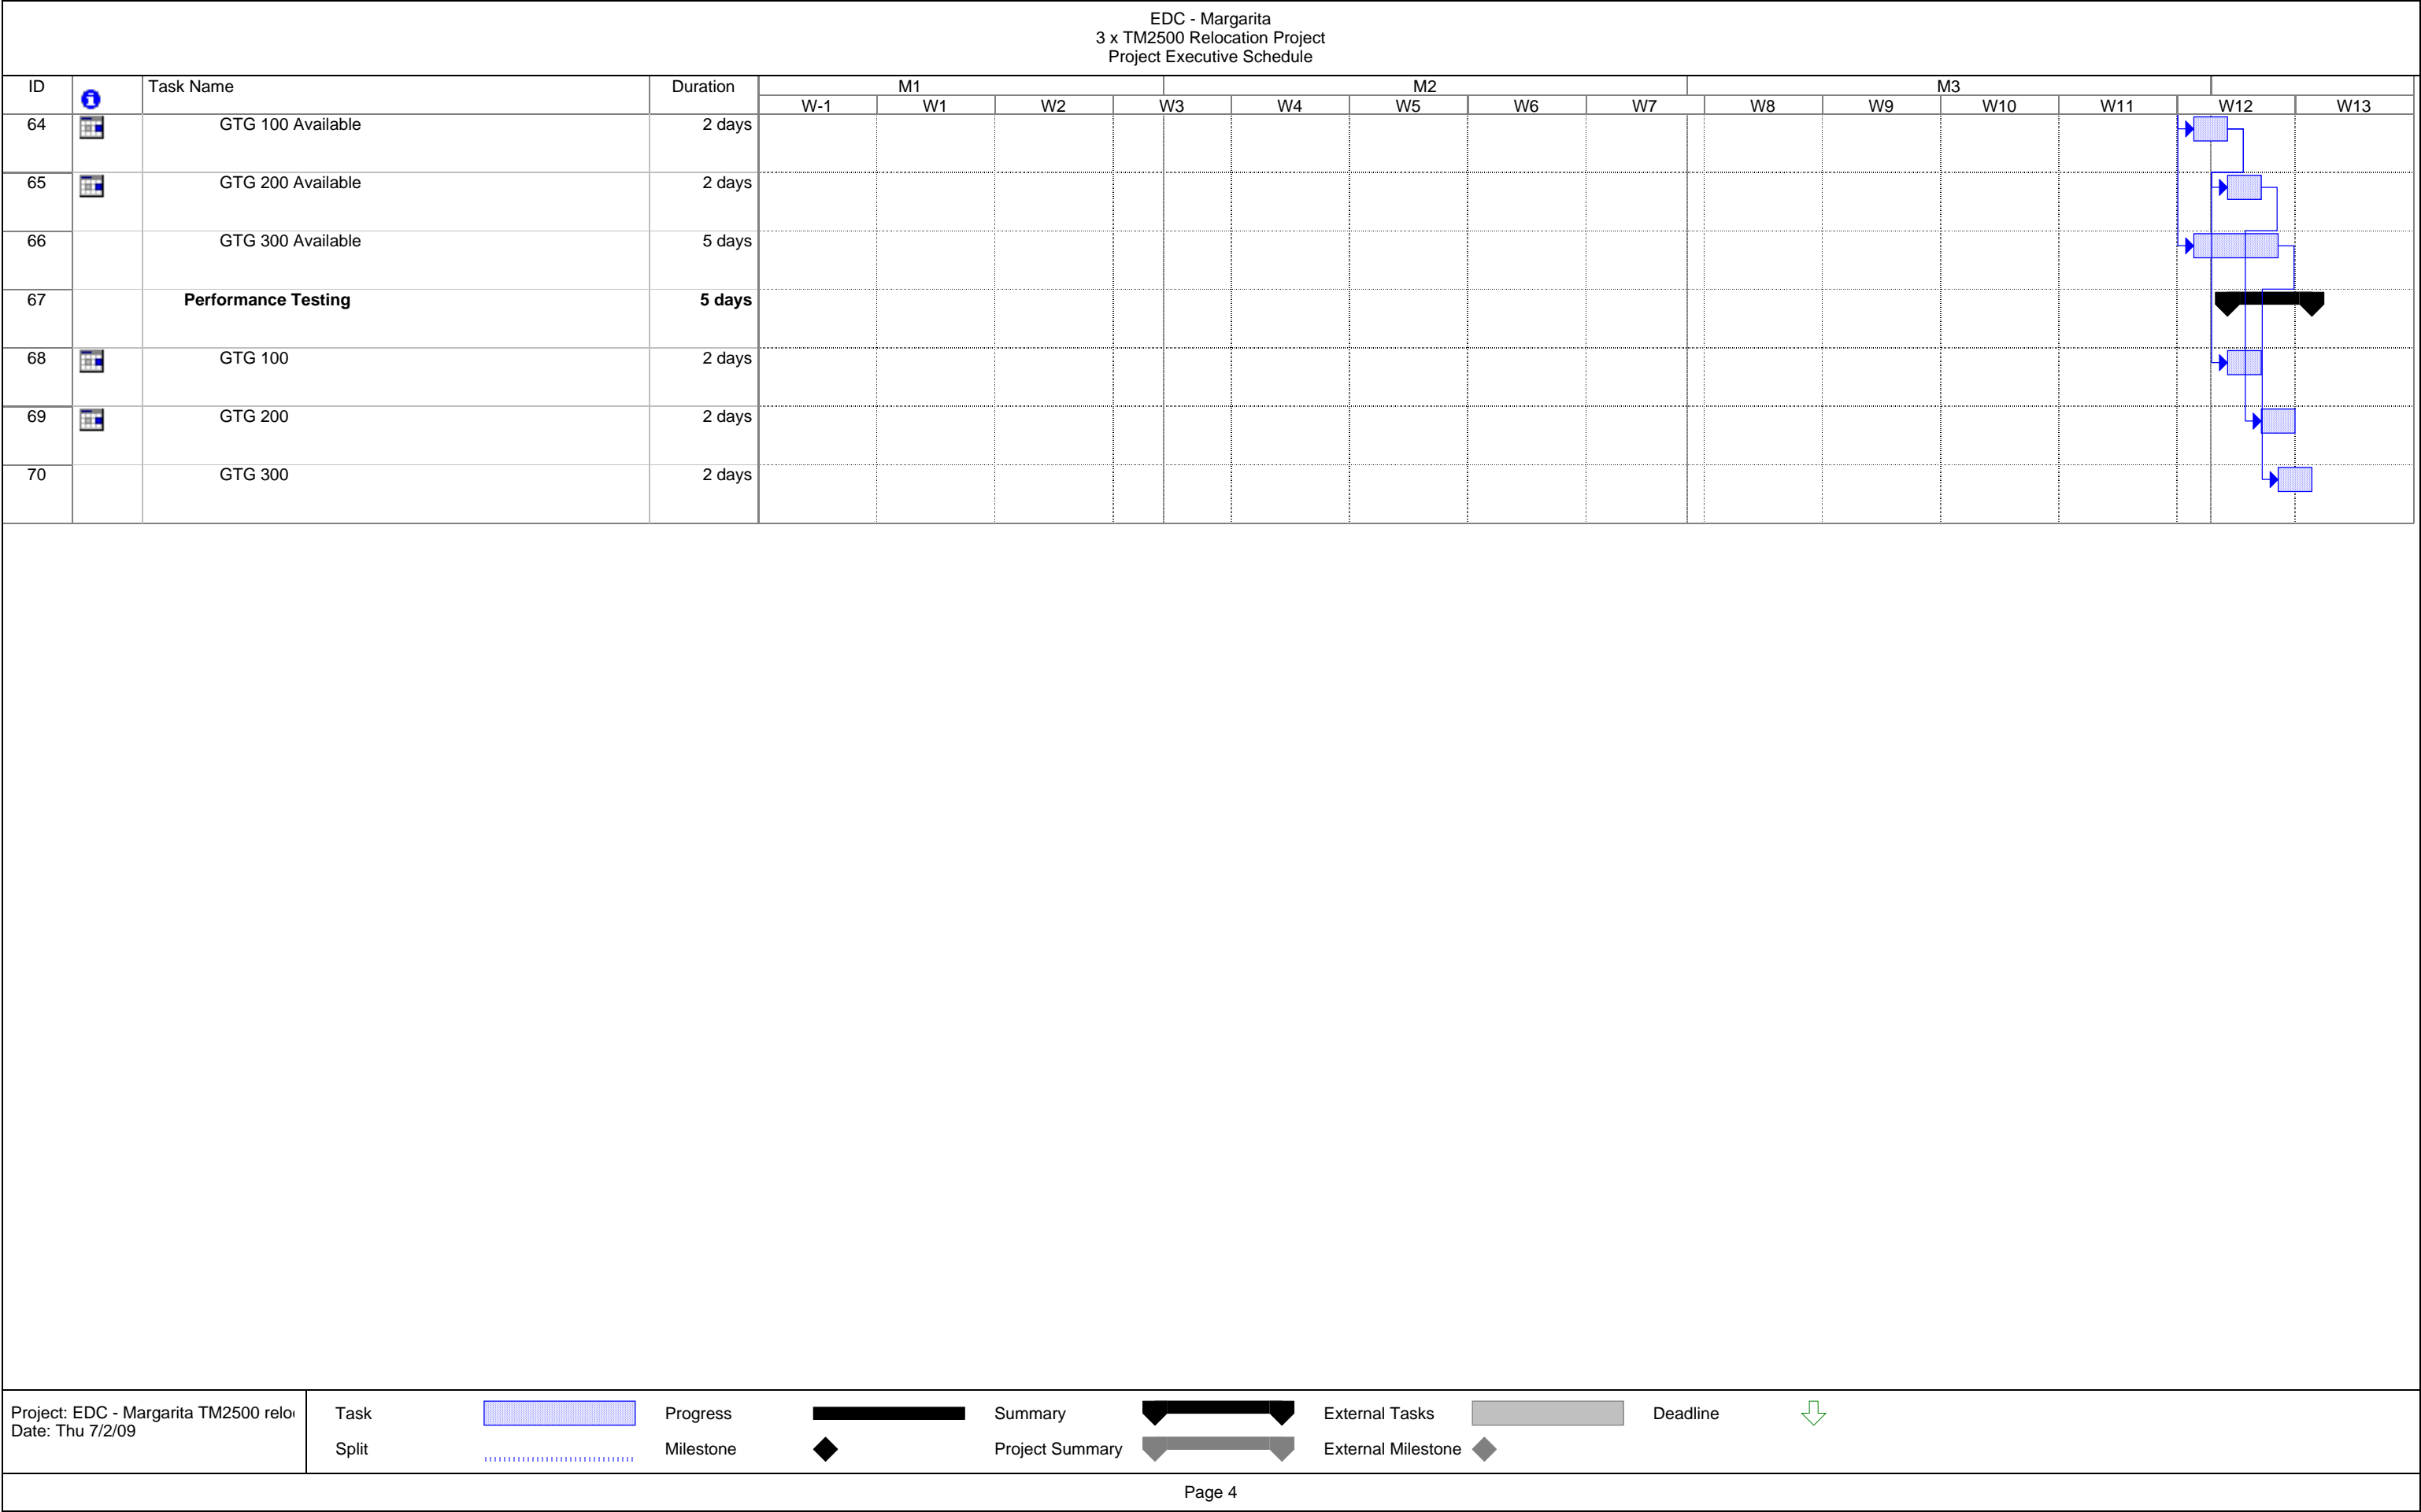 EDC - Margarita
3 x TM2500 Relocation Project
Project Executive Schedule
ID Task Name Duration M1 M2 M3
W-1 W1 W2 W3 W4 W5 W6 W7 W8 W9 W10 W11 W12 W13
64 GTG 100 Available 2 days
65 GTG 200 Available 2 days
66 GTG 300 Available 5 days
67 Performance Testing 5 days
68 GTG 100 2 days
69 GTG 200 2 days
70 GTG 300 2 days
Project: EDC - Margarita TM2500
Date: Thu 7/2/09
Task Progress Summary External Tasks Deadline
Split Milestone Project Summary External Milestone
Page 4